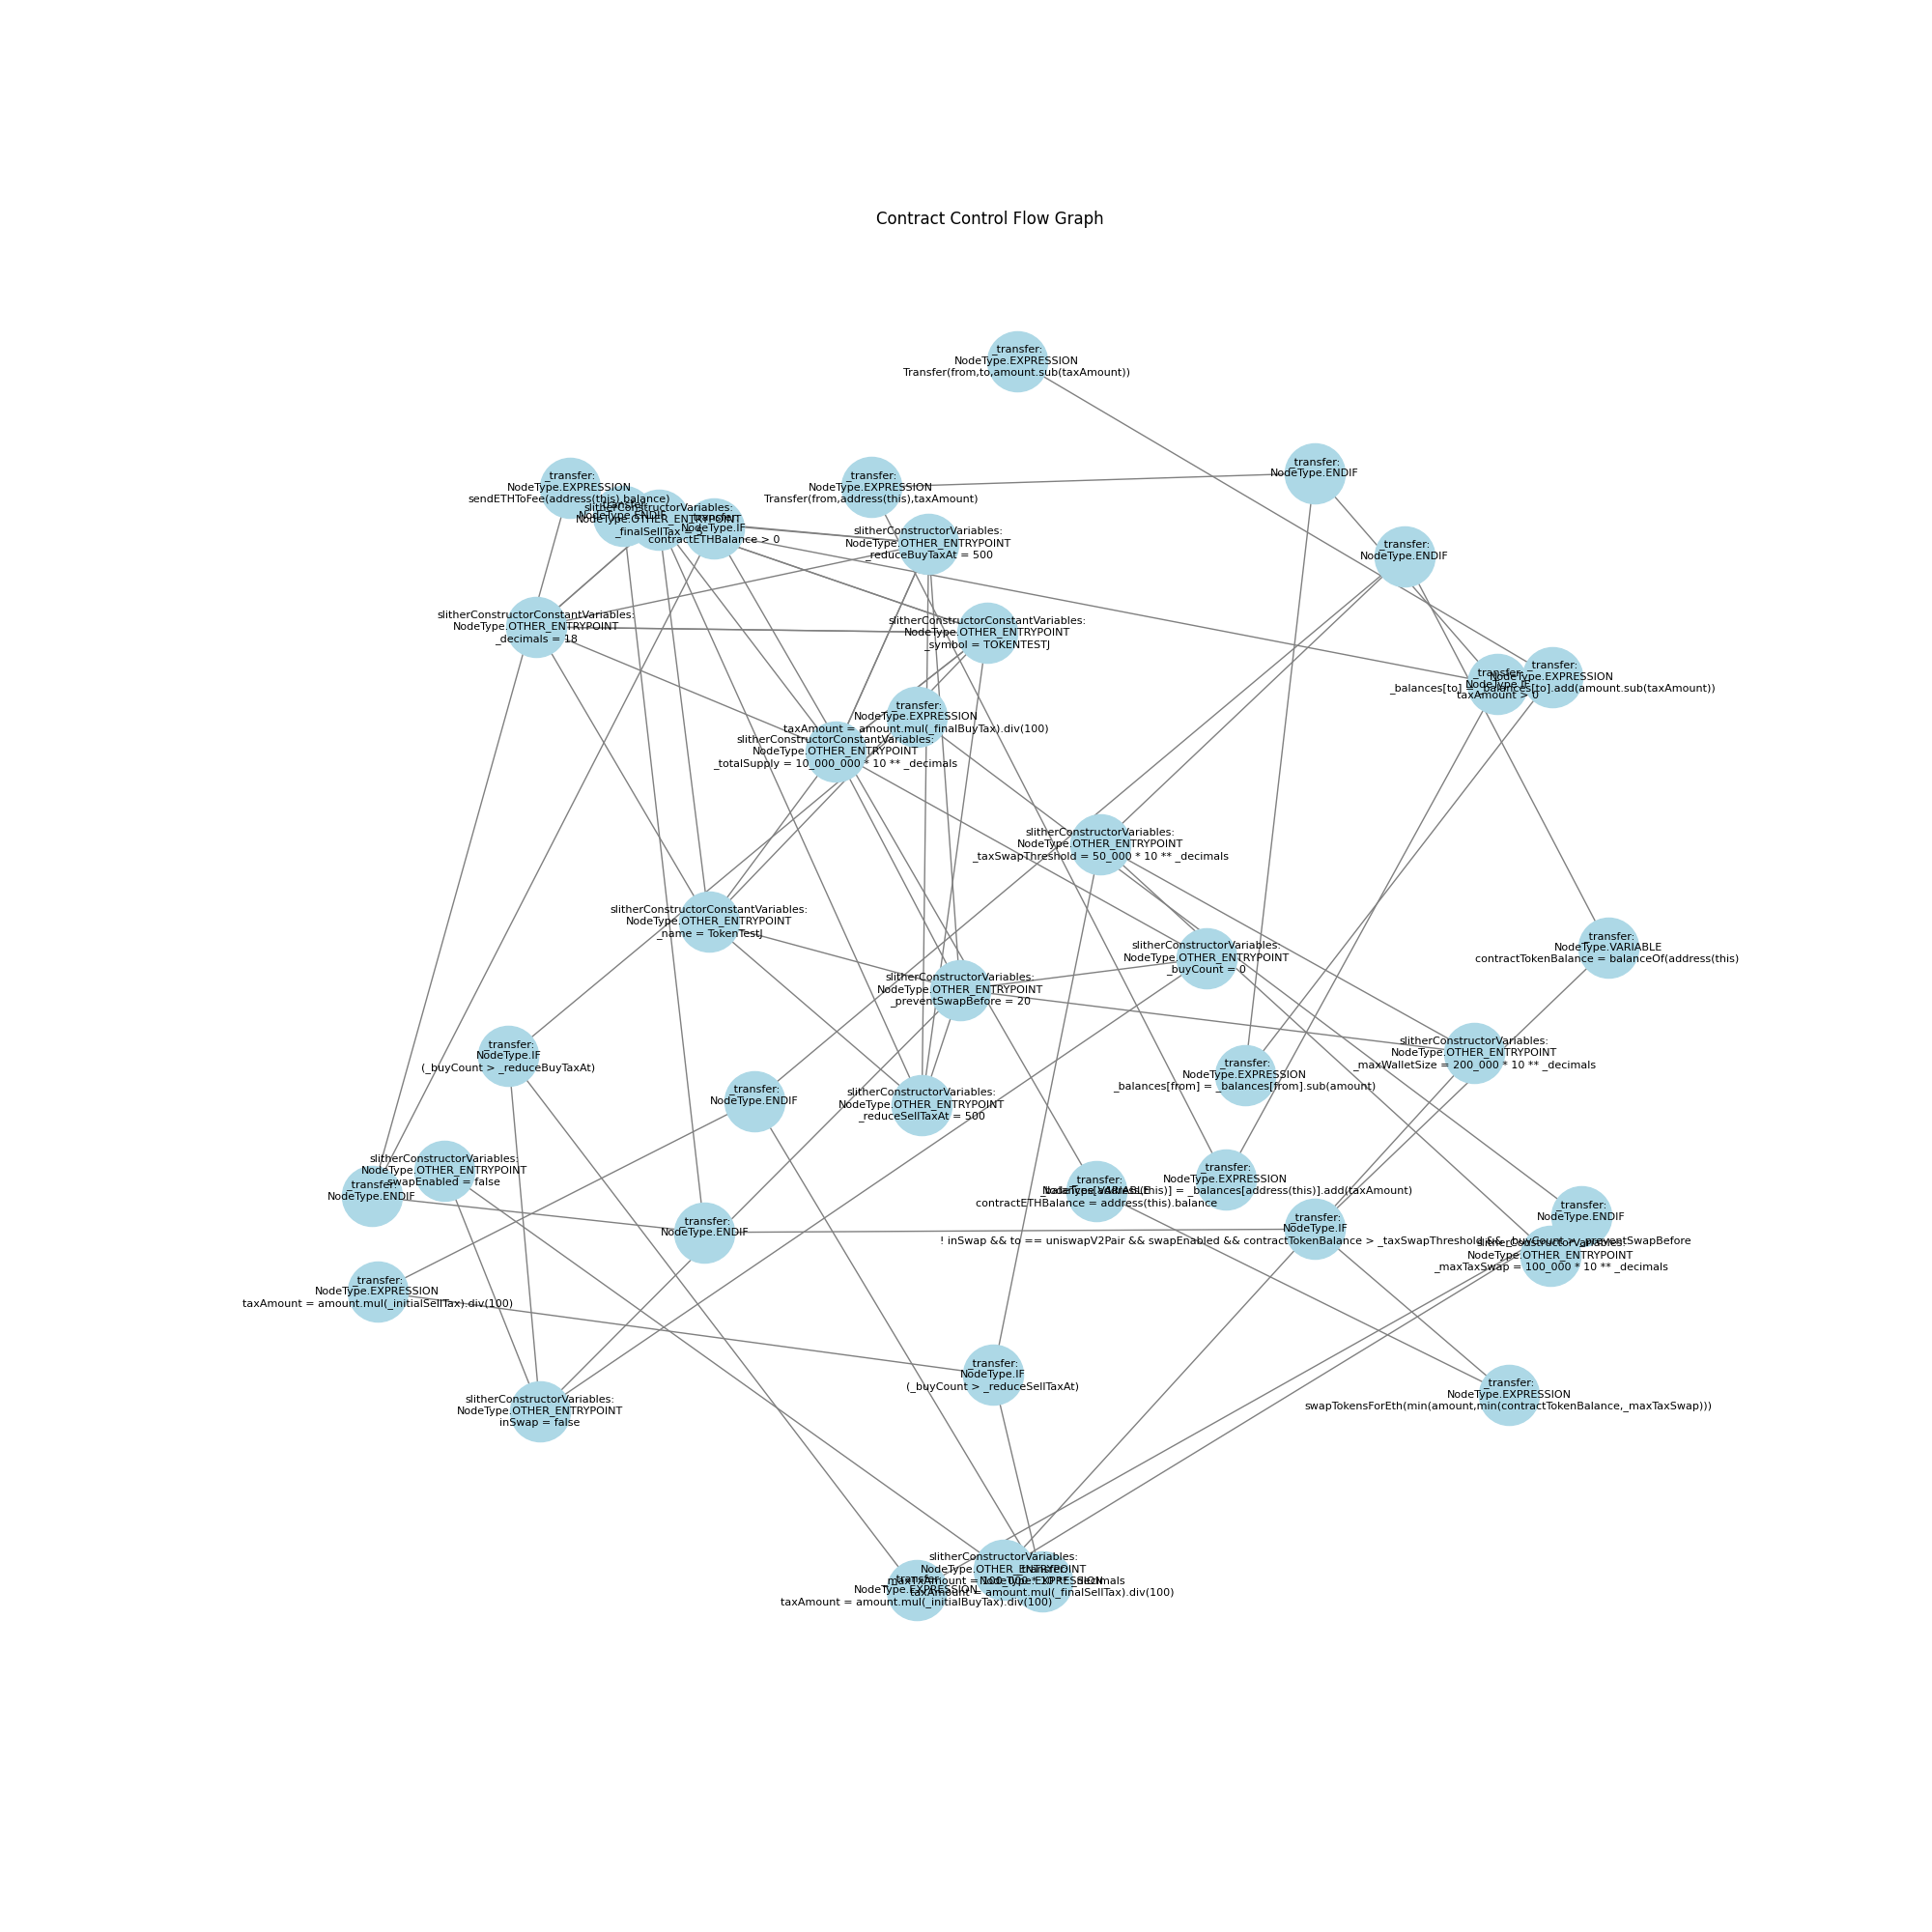 Contract Control Flow Graph
_transfer:
NodeType.EXPRESSION
Transfer(from,to,amount.sub(taxAmount))
_transfer:
NodeType.ENDIF
_transfer:
NodeType.EXPRESSION
sendETHToFee(address(this).balance)
_transfer:
NodeType.EXPRESSION
Transfer(from,address(this),taxAmount)
_transfer:
NodeType.ENDIF
slitherConstructorVariables:
NodeType.OTHER_ENTRYPOINT
_finalSellTax = 5
_transfer:
NodeType.IF
contractETHBalance > 0
slitherConstructorVariables:
NodeType.OTHER_ENTRYPOINT
_reduceBuyTaxAt = 500
_transfer:
NodeType.ENDIF
slitherConstructorConstantVariables:
NodeType.OTHER_ENTRYPOINT
_decimals = 18
slitherConstructorConstantVariables:
NodeType.OTHER_ENTRYPOINT
_symbol = TOKENTESTJ
_transfer:
NodeType.IF
taxAmount > 0
_transfer:
NodeType.EXPRESSION
_balances[to] = _balances[to].add(amount.sub(taxAmount))
_transfer:
NodeType.EXPRESSION
taxAmount = amount.mul(_finalBuyTax).div(100)
slitherConstructorConstantVariables:
NodeType.OTHER_ENTRYPOINT
_totalSupply = 10_000_000 * 10 ** _decimals
slitherConstructorVariables:
NodeType.OTHER_ENTRYPOINT
_taxSwapThreshold = 50_000 * 10 ** _decimals
slitherConstructorConstantVariables:
NodeType.OTHER_ENTRYPOINT
_name = TokenTestJ
_transfer:
NodeType.VARIABLE
contractTokenBalance = balanceOf(address(this)
slitherConstructorVariables:
NodeType.OTHER_ENTRYPOINT
_buyCount = 0
slitherConstructorVariables:
NodeType.OTHER_ENTRYPOINT
_preventSwapBefore = 20
_transfer:
NodeType.IF
(_buyCount > _reduceBuyTaxAt)
slitherConstructorVariables:
NodeType.OTHER_ENTRYPOINT
_maxWalletSize = 200_000 * 10 ** _decimals
_transfer:
NodeType.EXPRESSION
_balances[from] = _balances[from].sub(amount)
_transfer:
NodeType.ENDIF
slitherConstructorVariables:
NodeType.OTHER_ENTRYPOINT
_reduceSellTaxAt = 500
slitherConstructorVariables:
NodeType.OTHER_ENTRYPOINT
swapEnabled = false
_transfer:
NodeType.ENDIF
_transfer:
NodeType.VARIABLE
contractETHBalance = address(this).balance
_transfer:
NodeType.EXPRESSION
_balances[address(this)] = _balances[address(this)].add(taxAmount)
_transfer:
NodeType.ENDIF
_transfer:
NodeType.IF
! inSwap && to == uniswapV2Pair && swapEnabled && contractTokenBalance > _taxSwapThreshold && _buyCount > _preventSwapBefore
_transfer:
NodeType.ENDIF
slitherConstructorVariables:
NodeType.OTHER_ENTRYPOINT
_maxTaxSwap = 100_000 * 10 ** _decimals
_transfer:
NodeType.EXPRESSION
taxAmount = amount.mul(_initialSellTax).div(100)
_transfer:
NodeType.IF
(_buyCount > _reduceSellTaxAt)
_transfer:
NodeType.EXPRESSION
swapTokensForEth(min(amount,min(contractTokenBalance,_maxTaxSwap)))
slitherConstructorVariables:
NodeType.OTHER_ENTRYPOINT
inSwap = false
slitherConstructorVariables:
NodeType.OTHER_ENTRYPOINT
_maxTxAmount = 100_000 * 10 ** _decimals
_transfer:
NodeType.EXPRESSION
taxAmount = amount.mul(_finalSellTax).div(100)
_transfer:
NodeType.EXPRESSION
taxAmount = amount.mul(_initialBuyTax).div(100)